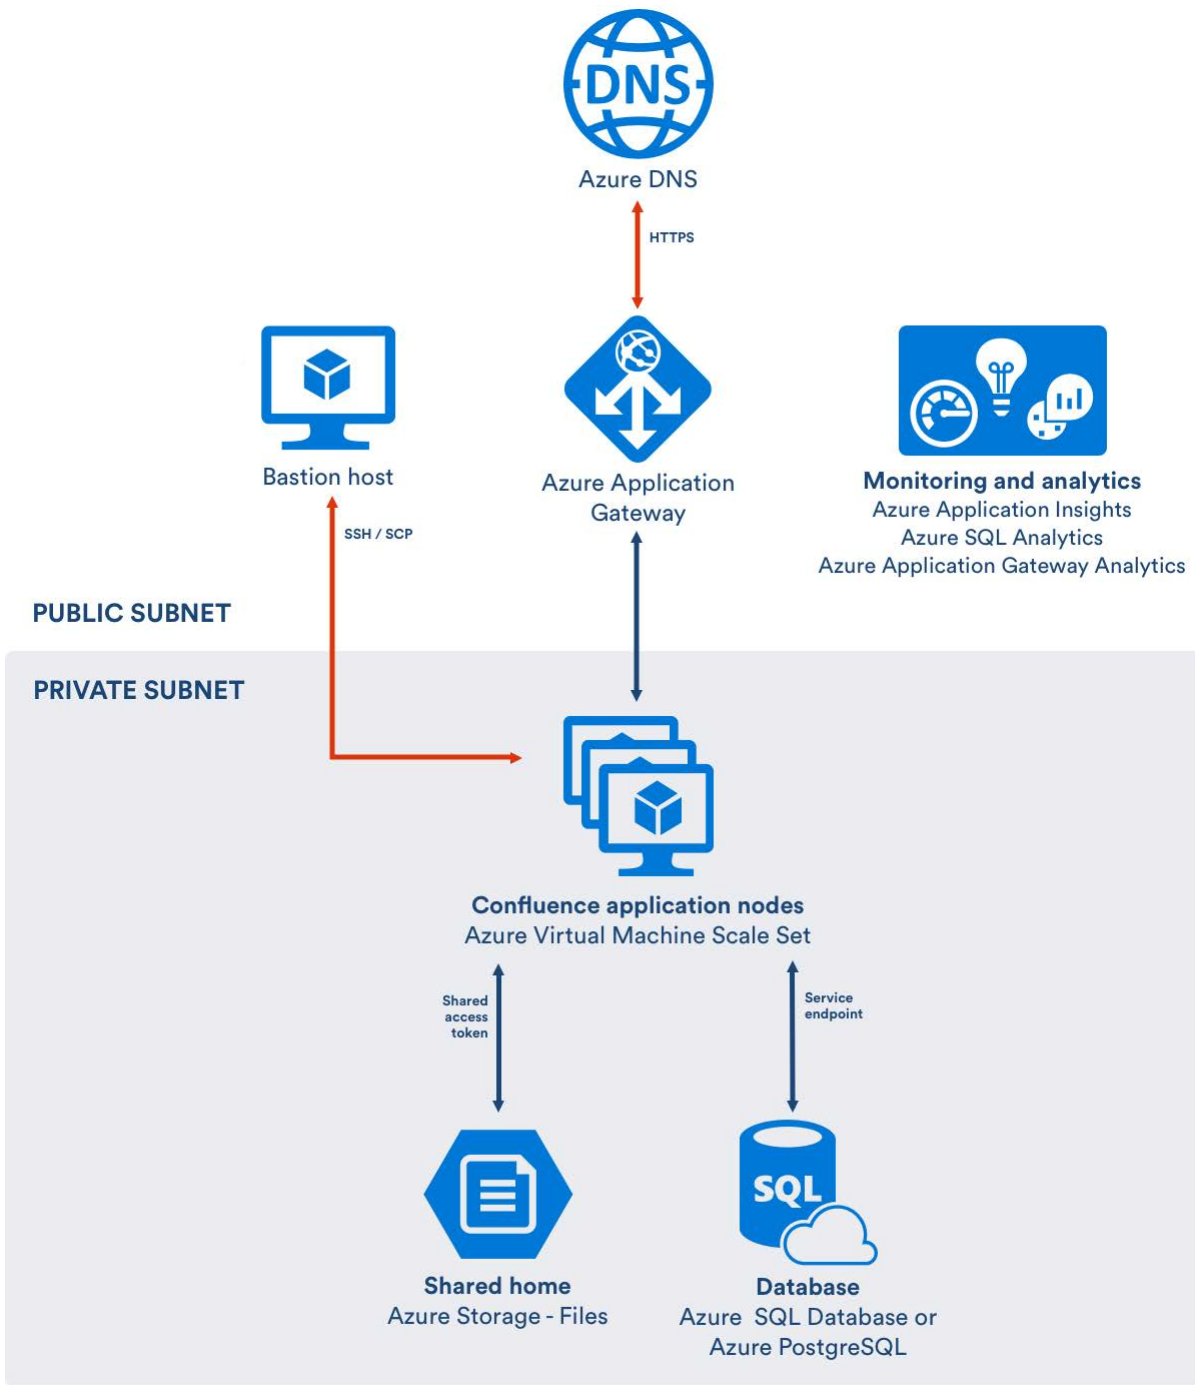 DNS
Azure DNS
HTTPS
Bastion host
SSH / SCP
Azure Application
Gateway
Monitoring and analytics
Azure Application Insights
Azure SQL Analytics
Azure Application Gateway Analytics
PUBLIC SUBNET
PRIVATE SUBNET
Confluence application nodes
Azure Virtual Machine Scale Set
Shared
access
token
Service
endpoint
Shared home
Azure Storage - Files
SQL
Database
Azure SQL Database or
Azure PostgreSQL